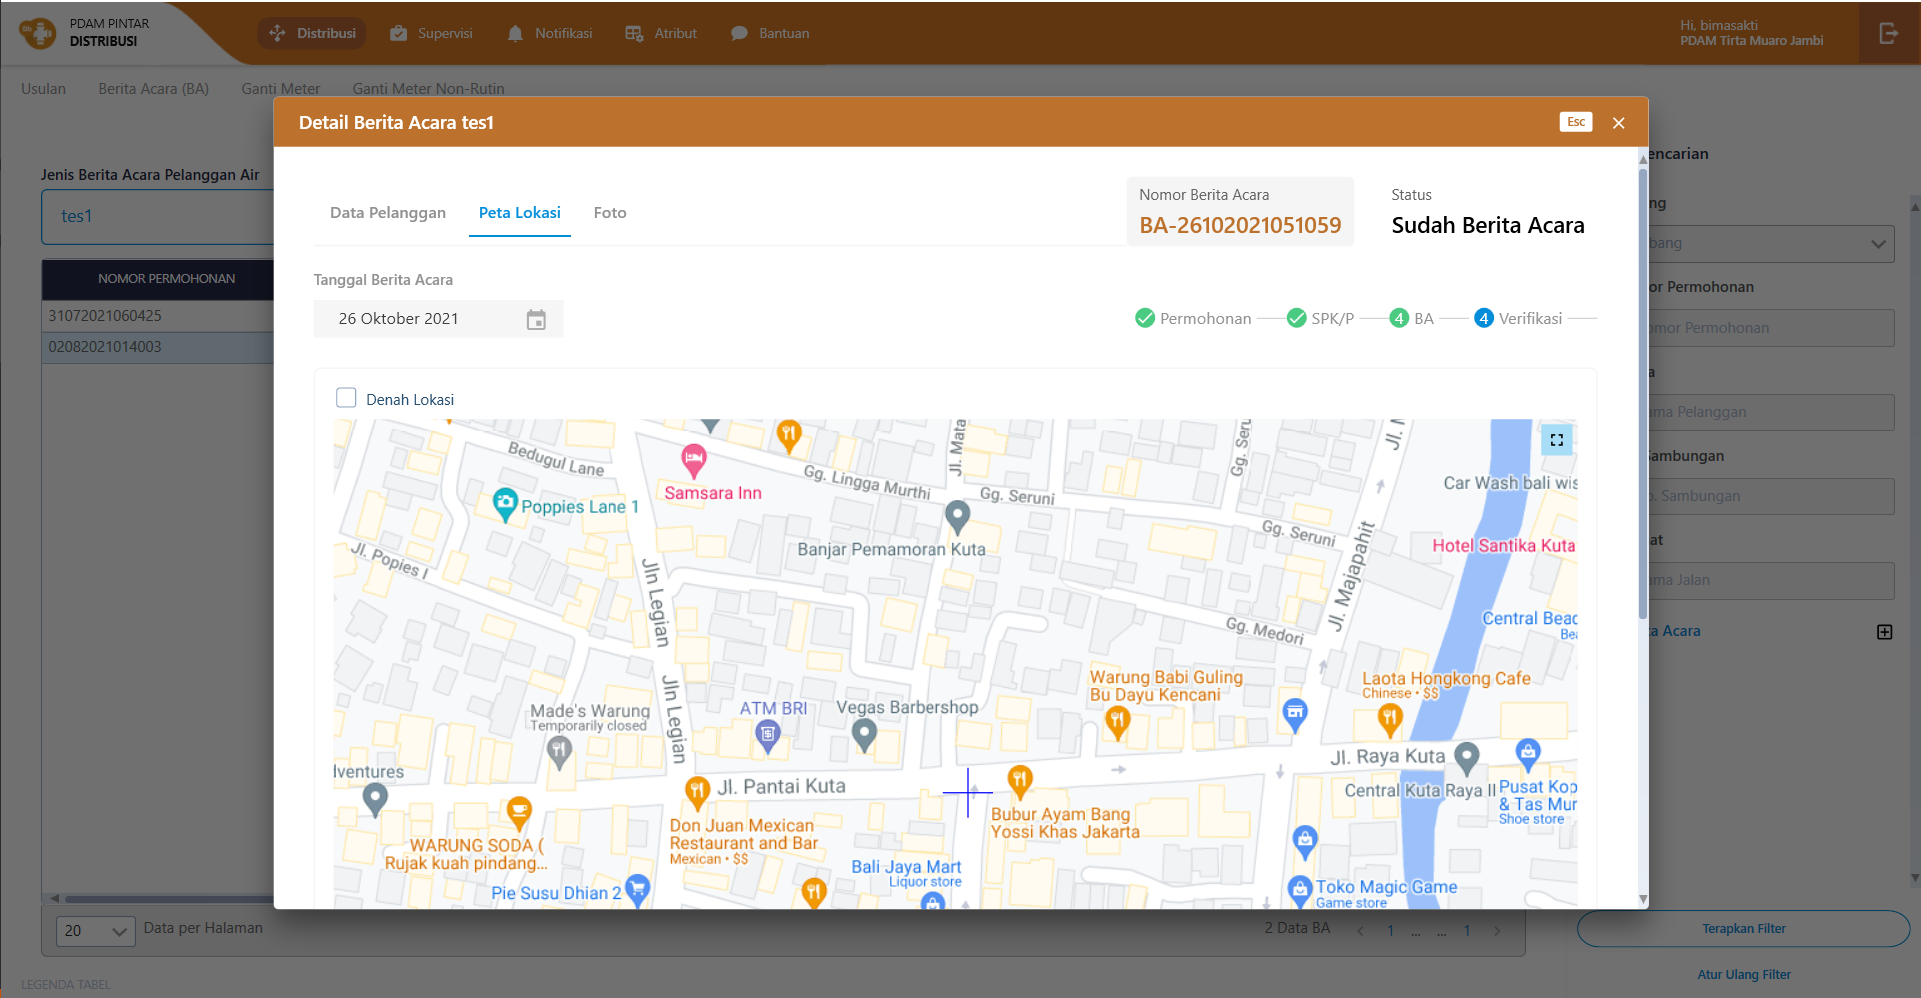 PDAM PINTAR
DISTRIBUSI
Distribusi
Supervisi
Notifikasi
Atribut
Bantuan
Hi, bimasakti
PDAM Tirta Muaro Jambi
Usulan
Berita Acara (BA)
Ganti Meter
Ganti Meter Non-Rutin
Detail Berita Acara tes1
Esc
Jenis Berita Acara Pelanggan Air
tes1
NOMOR PERMOHONAN
31072021060425
02082021014003
Data Pelanggan
Peta Lokasi
Foto
Nomor Berita Acara
BA-26102021051059
Status
Sudah Berita Acara
Tanggal Berita Acara
26 Oktober 2021
Permohonan
SPK/P
4 BA
4 Verifikasi
Denah Lokasi
Bedugul Lane
Samsara Inn
Poppies Lane 1
Jl. Popies I
Gg. Lingga Murthi
Jl. Mata
Gg. Seruni
Gg. Seru
Gg. Seruni
Banjar Pemamoran Kuta
Car Wash bali wis
Hotel Santika Kuta
Jl. Majapahit
Jln Legian
Gg. Medori
Central Beac
Bea
Warung Babi Guling
Bu Dayu Kencani
Laota Hongkong Cafe
Chinese • $$
Made's Warung
Temporarily closed
ATM BRI
Vegas Barbershop
Jln Legian
lventures
Jl. Pantai Kuta
Jl. Raya Kuta
Central Kuta Raya II
Pusat Kop
& Tas Mur
Shoe store
Bubur Ayam Bang
Yossi Khas Jakarta
Don Juan Mexican
Restaurant and Bar
Mexican • $$
WARUNG SODA (
Rujak kuah pindang...
Bali Jaya Mart
Liquor store
Pie Susu Dhian 2
Toko Magic Game
Game store
encarian
ng
bang
or Permohonan
omor Permohonan
a
ama Pelanggan
Sambungan
o. Sambungan
at
ama Jalan
ta Acara
20
Data per Halaman
2 Data BA
1 ... ... 1
Terapkan Filter
Atur Ulang Filter
LEGENDA TABEL